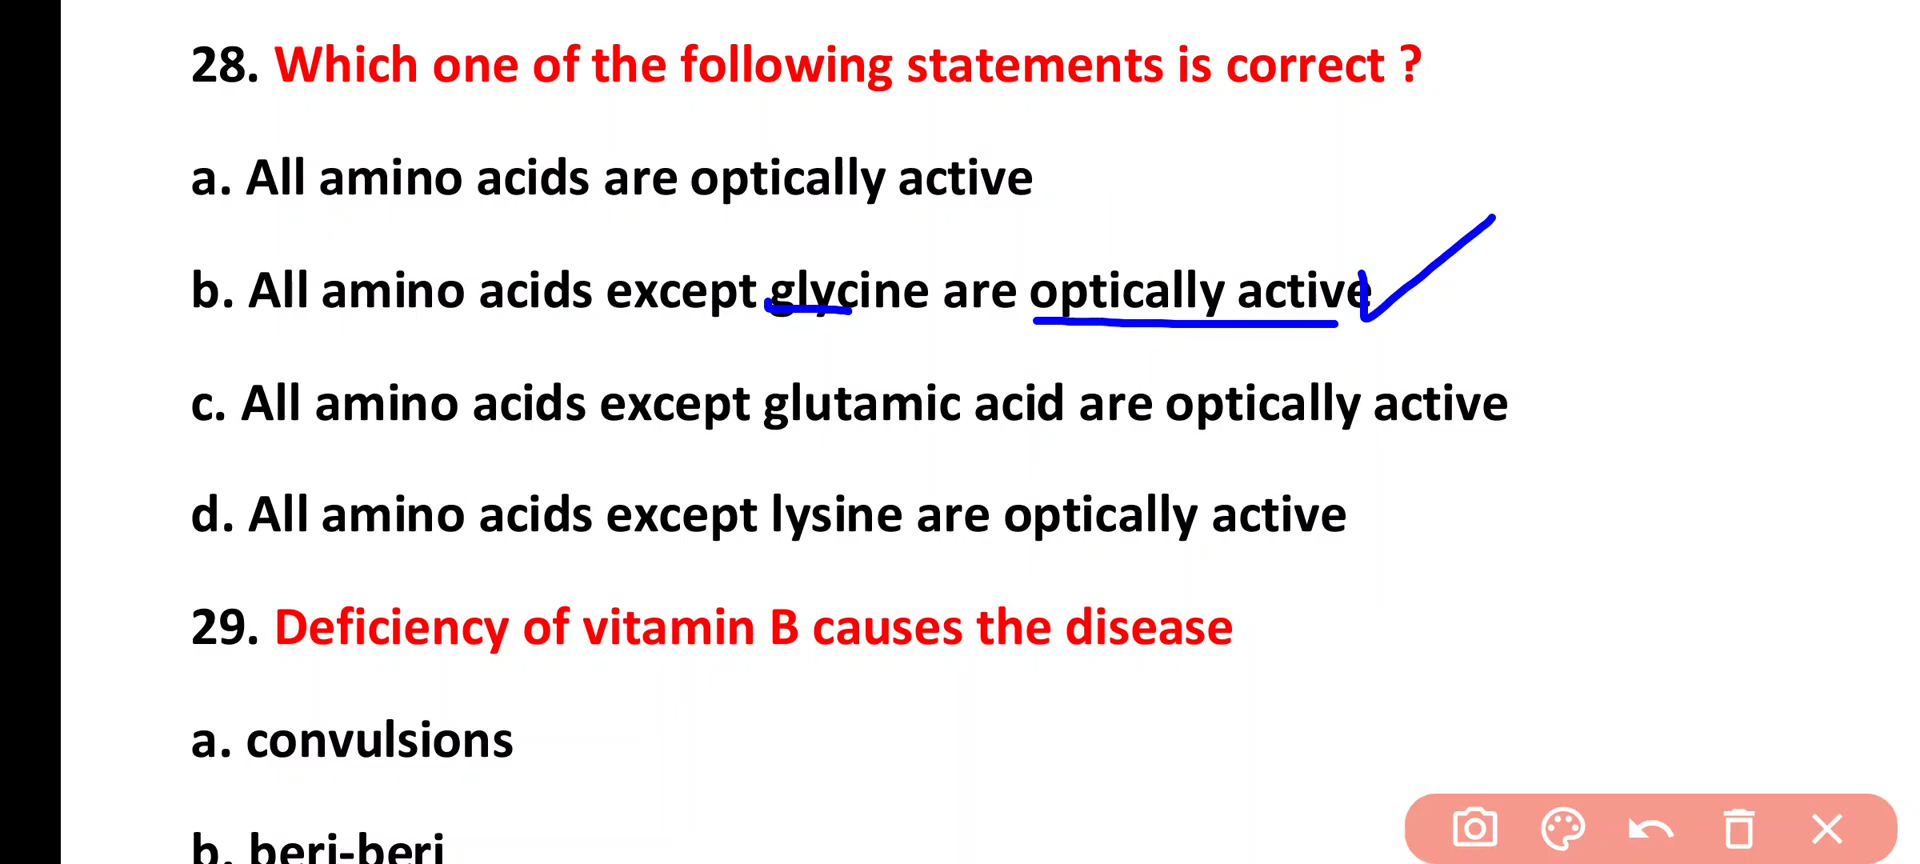 28. Which one of the following statements is correct ?
a. All amino acids are optically active
b. All amino acids except glycine are optically active
c. All amino acids except glutamic acid are optically active
d. All amino acids except lysine are optically active
29. Deficiency of vitamin B causes the disease
a. convulsions
b. beri-beri